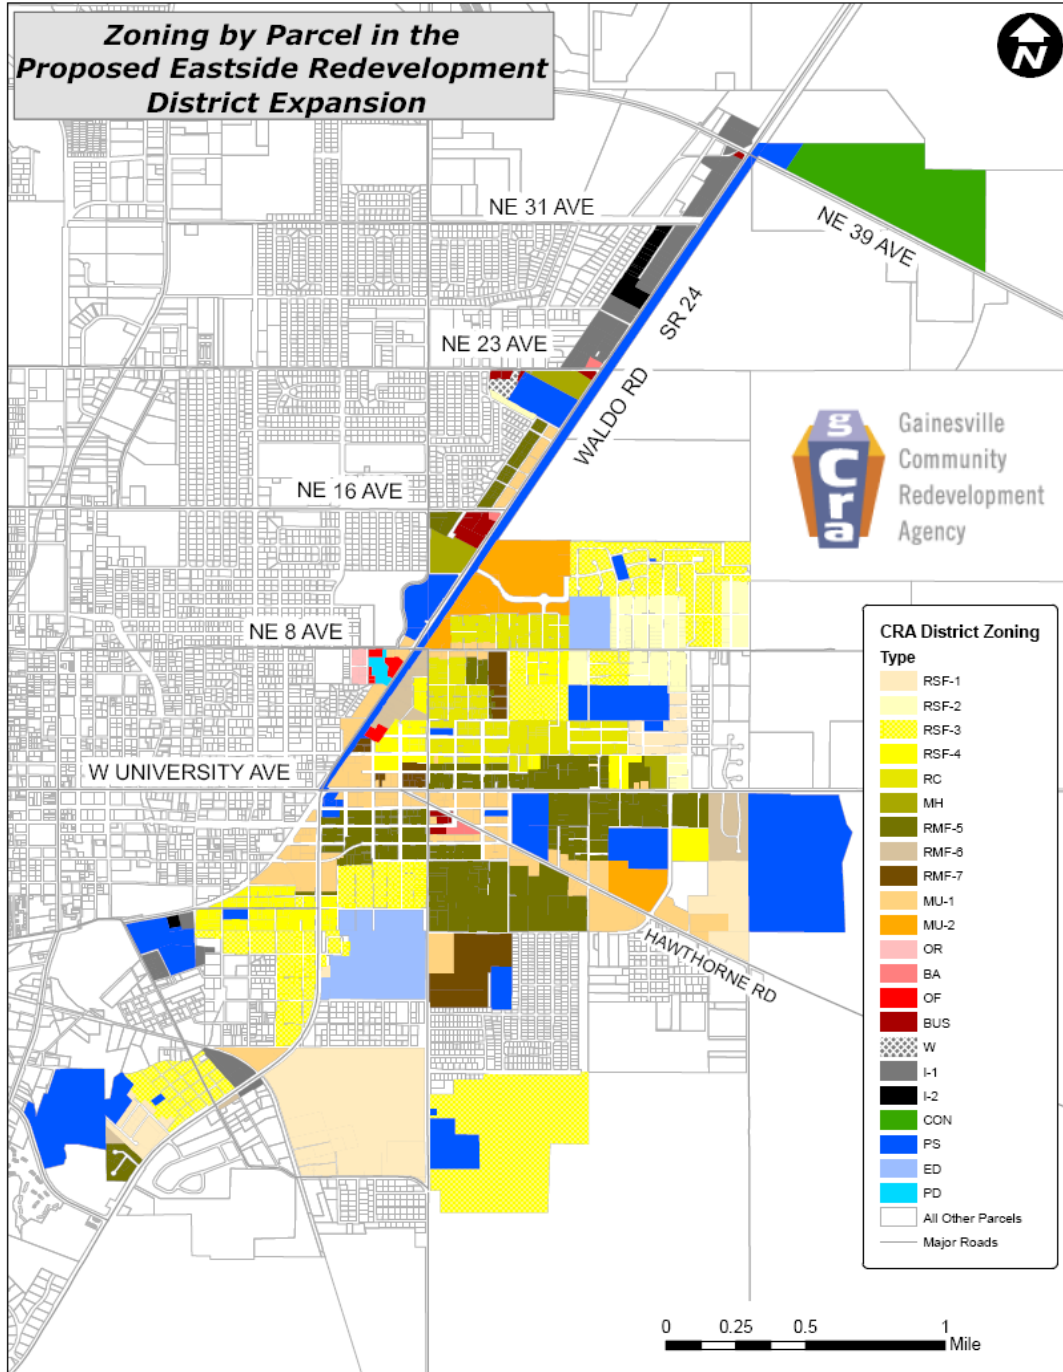 Zoning by Parcel in the
Proposed Eastside Redevelopment
District Expansion
N
NE 31 AVE
NE 39 AVE
SR 24
NE 23 AVE
WALDO RD
g
C
r
a
Gainesville
Community
Redevelopment
Agency
NE 16 AVE
NE 8 AVE
W UNIVERSITY AVE
HAWTHORNE RD
CRA District Zoning
Type
RSF-1
RSF-2
RSF-3
RSF-4
RC
MH
RMF-5
RMF-6
RMF-7
MU-1
MU-2
OR
BA
OF
BUS
W
I-1
I-2
CON
PS
ED
PD
All Other Parcels
Major Roads
0 0.25 0.5 1
Mile